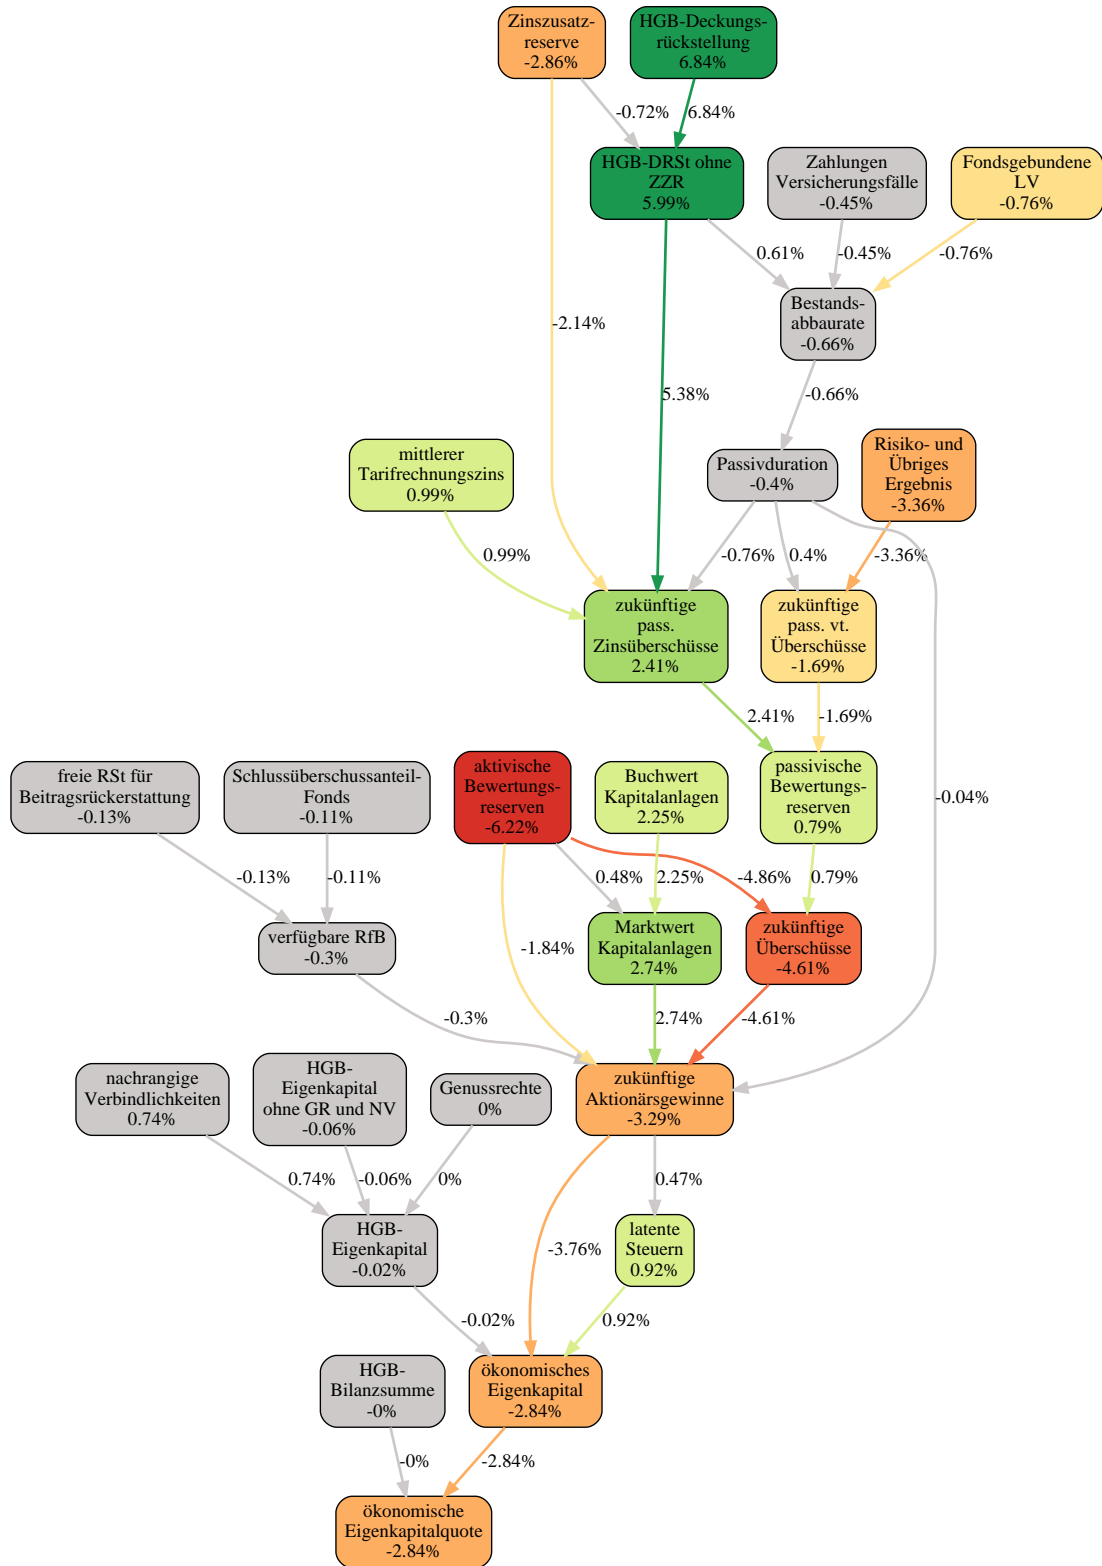 Zinszusatz-
reserve
-2.86%
HGB-Deckungs-
rückstellung
6.84%
-0.72%
6.84%
HGB-DRSt ohne
ZZR
5.99%
Zahlungen
Versicherungsfälle
-0.45%
Fondsgebundene
LV
-0.76%
0.61%
-0.45%
-0.76%
Bestands-
abbaurate
-0.66%
-2.14%
5.38%
-0.66%
mittlerer
Tarifrechnungszins
0.99%
Passivduration
-0.4%
Risiko- und
Übriges
Ergebnis
-3.36%
0.99%
-0.76%
0.4%
-3.36%
zukünftige
pass.
Zinsüberschüsse
2.41%
zukünftige
pass. vt.
Überschüsse
-1.69%
2.41%
-1.69%
freie RSt für
Beitragsrückerstattung
-0.13%
Schlussüberschussanteil-
Fonds
-0.11%
aktivische
Bewertungs-
reserven
-6.22%
Buchwert
Kapitalanlagen
2.25%
passivische
Bewertungs-
reserven
0.79%
-0.04%
-0.13%
-0.11%
0.48%
2.25%
-4.86%
0.79%
verfügbare RfB
-0.3%
-1.84%
Marktwert
Kapitalanlagen
2.74%
zukünftige
Überschüsse
-4.61%
-0.3%
2.74%
-4.61%
nachrangige
Verbindlichkeiten
0.74%
HGB-
Eigenkapital
ohne GR und NV
-0.06%
Genussrechte
0%
zukünftige
Aktionärsgewinne
-3.29%
0.74%
-0.06%
0%
0.47%
HGB-
Eigenkapital
-0.02%
-3.76%
latente
Steuern
0.92%
-0.02%
0.92%
HGB-
Bilanzsumme
-0%
ökonomisches
Eigenkapital
-2.84%
-0%
-2.84%
ökonomische
Eigenkapitalquote
-2.84%